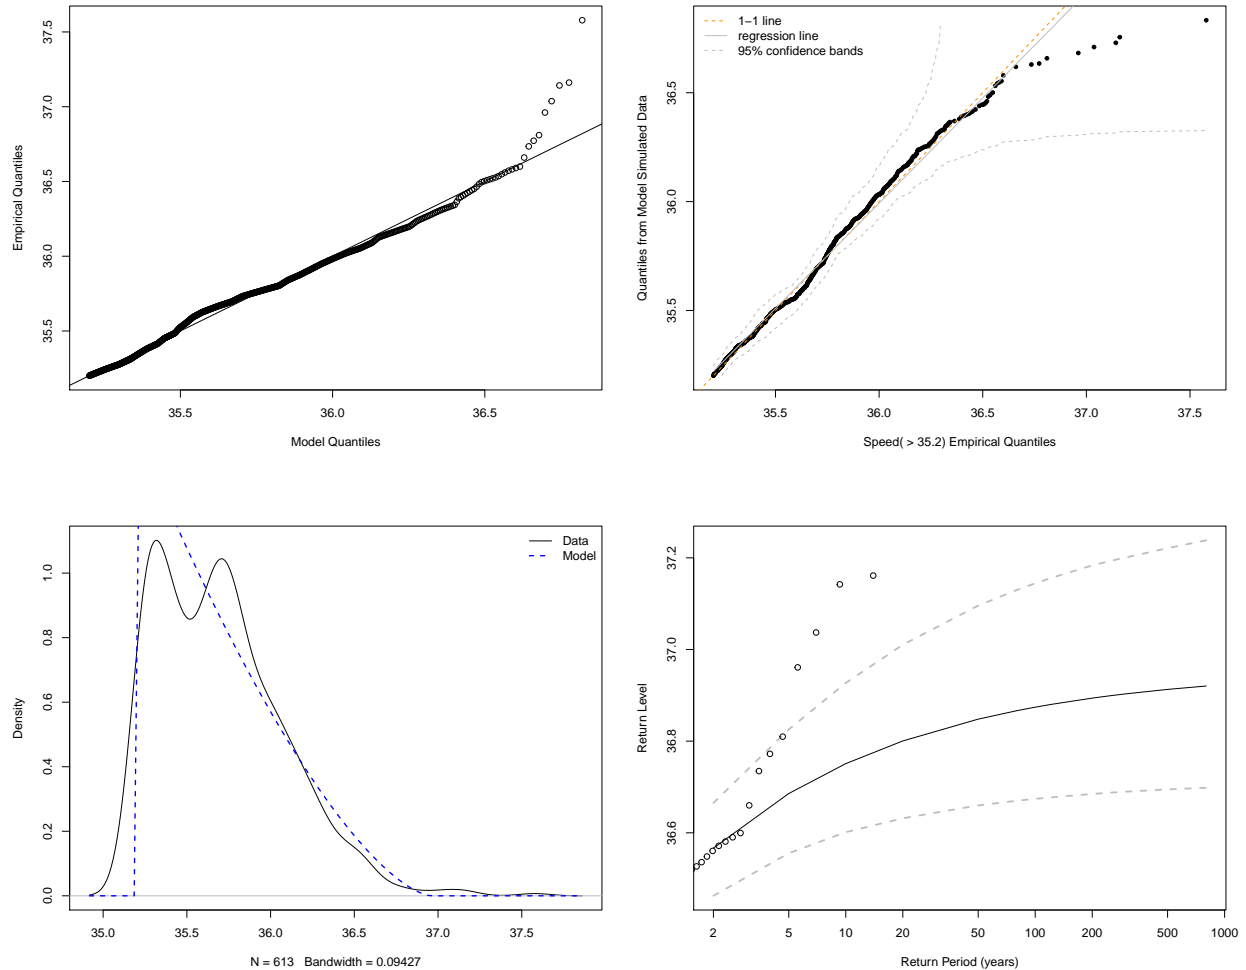 37.5
37.0
36.5
36.0
35.5
Empirical Quantiles
35.5 36.0 36.5
Model Quantiles
1−1 line
regression line
95% confidence bands
36.5
36.0
35.5
Quantiles from Model Simulated Data
35.5 36.0 36.5 37.0 37.5
Speed( > 35.2) Empirical Quantiles
Data
Model
1.0
0.8
0.6
0.4
0.2
0.0
Density
35.0 35.5 36.0 36.5 37.0 37.5
N = 613 Bandwidth = 0.09427
37.2
37.0
36.8
36.6
Return Level
2 5 10 20 50 100 200 500 1000
Return Period (years)